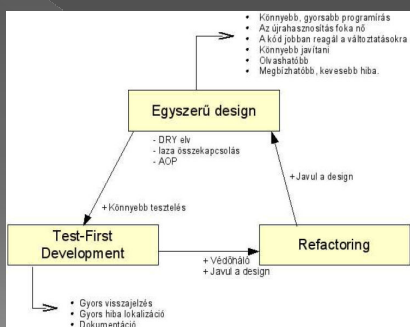 • Könnyebb, gyorsabb programírás
• Az újrahasznosítás foka nő
• A kód jobban reagál a változtatásokra
• Könnyebb javítani
• Olvashatóbb
• Megbízhatóbb, kevesebb hiba.
Egyszerű design
- DRY elv
- laza összekapcsolás
- AOP
+ Javul a design
+ Könnyebb tesztelés
Test-First
Development
+ Védőháló
+ Javul a design
Refactoring
• Gyors visszajelzés
• Gyors hiba lokalizáció
• Dokumentáció